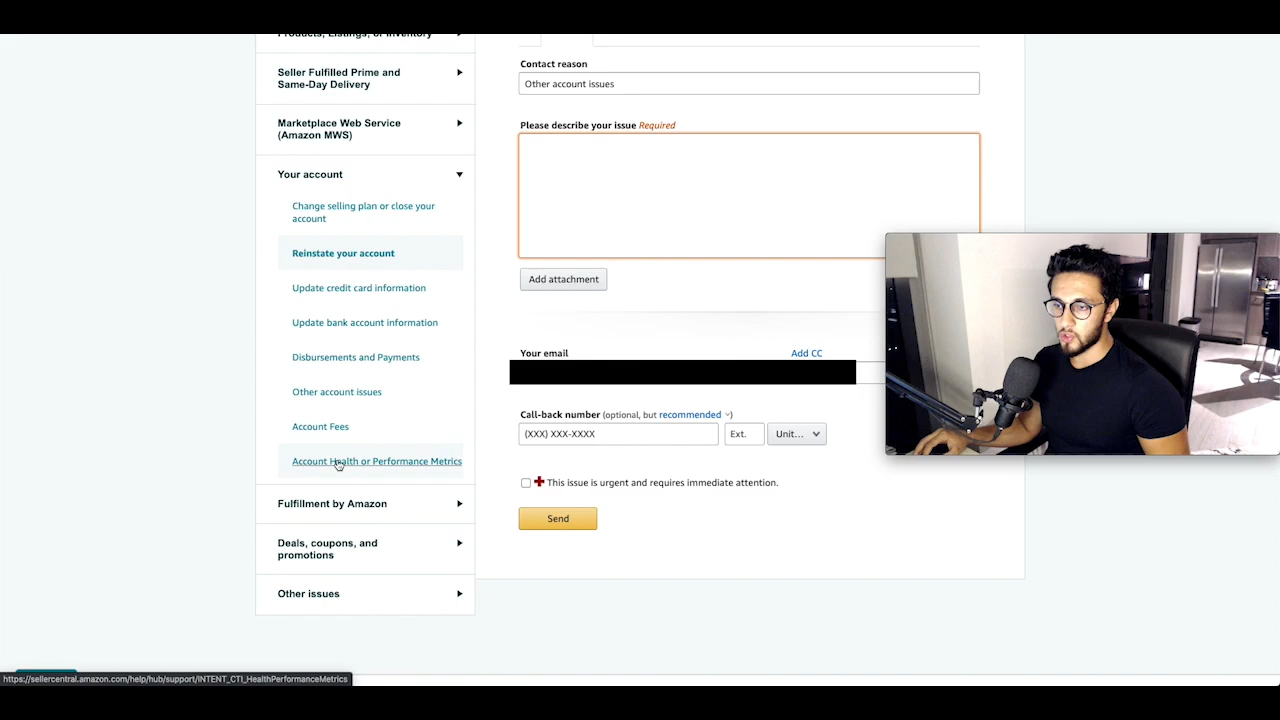 Products, Listings, or Inventory
Seller Fulfilled Prime and
Same-Day Delivery
Marketplace Web Service
(Amazon MWS)
Your account
Change selling plan or close your
account
Reinstate your account
Update credit card information
Update bank account information
Disbursements and Payments
Other account issues
Account Fees
Account Health or Performance Metrics
Fulfillment by Amazon
Deals, coupons, and
promotions
Other issues
Contact reason
Other account issues
Please describe your issue Required
Add attachment
Your email
Add CC
Call-back number (optional, but recommended)
(XXX) XXX-XXXX
Ext.
Unit...
This issue is urgent and requires immediate attention.
Send
https://sellercentral.amazon.com/help/hub/support/INTENT_CTI_HealthPerformanceMetrics